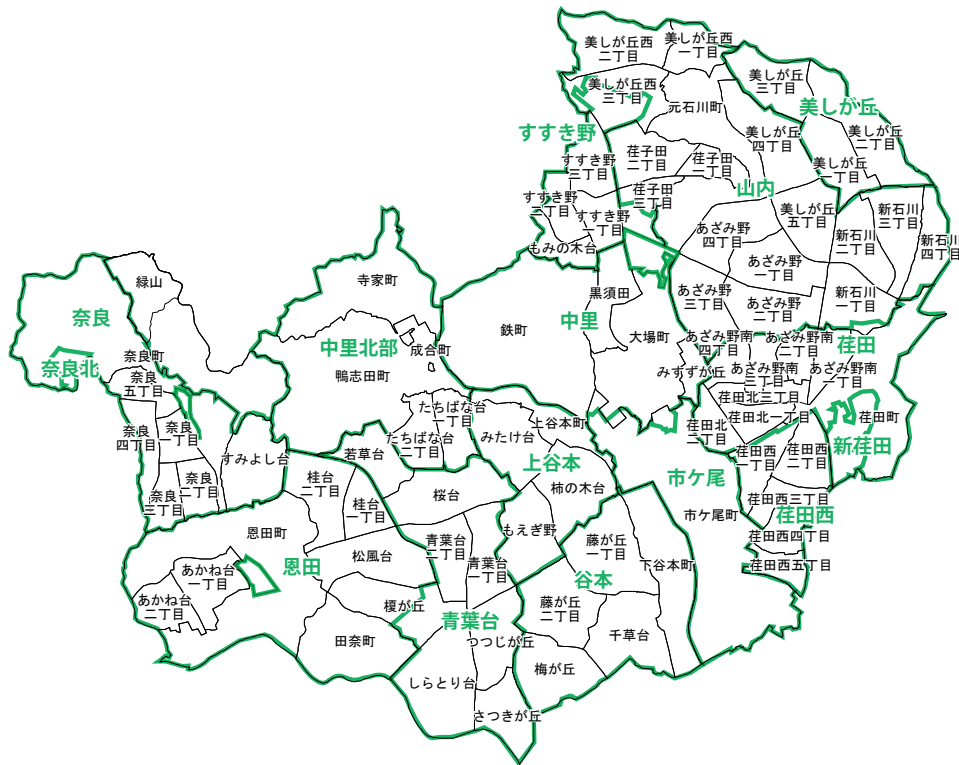 美しが丘西
二丁目
美しが丘西
一丁目
美しが丘
三丁目
美しが丘西
三丁目
元石川町
美しが丘
すすき野
美しが丘
四丁目
美しが丘
二丁目
荏子田
二丁目
荏子田
一丁目
美しが丘
一丁目
すすき野
三丁目
荏子田
三丁目
山内
すすき野
二丁目
すすき野
一丁目
美しが丘
五丁目
新石川
三丁目
あざみ野
四丁目
新石川
二丁目
新石川
四丁目
もみの木台
あざみ野
一丁目
緑山
寺家町
黒須田
あざみ野
三丁目
あざみ野
二丁目
新石川
一丁目
奈良
鉄町
中里
大場町
あざみ野南
四丁目
あざみ野南
二丁目
荏田
中里北部
成合町
奈良町
奈良北
鴨志田町
みすずが丘
あざみ野南
三丁目
あざみ野南
一丁目
奈良
五丁目
荏田北三丁目
たちばな台
一丁目
荏田北一丁目
荏田町
上谷本町
奈良
四丁目
奈良
一丁目
みたけ台
荏田北
二丁目
たちばな台
二丁目
新荏田
若草台
すみよし台
上谷本
荏田西
一丁目
荏田西
二丁目
市ケ尾
桂台
二丁目
奈良
二丁目
奈良
三丁目
桜台
柿の木台
荏田西三丁目
桂台
一丁目
荏田西
市ケ尾町
恩田町
もえぎ野
荏田西四丁目
青葉台
二丁目
藤が丘
一丁目
松風台
恩田
青葉台
一丁目
下谷本町
荏田西五丁目
あかね台
一丁目
谷本
あかね台
二丁目
榎が丘
藤が丘
二丁目
青葉台
田奈町
つつじが丘
千草台
梅が丘
しらとり台
さつきが丘